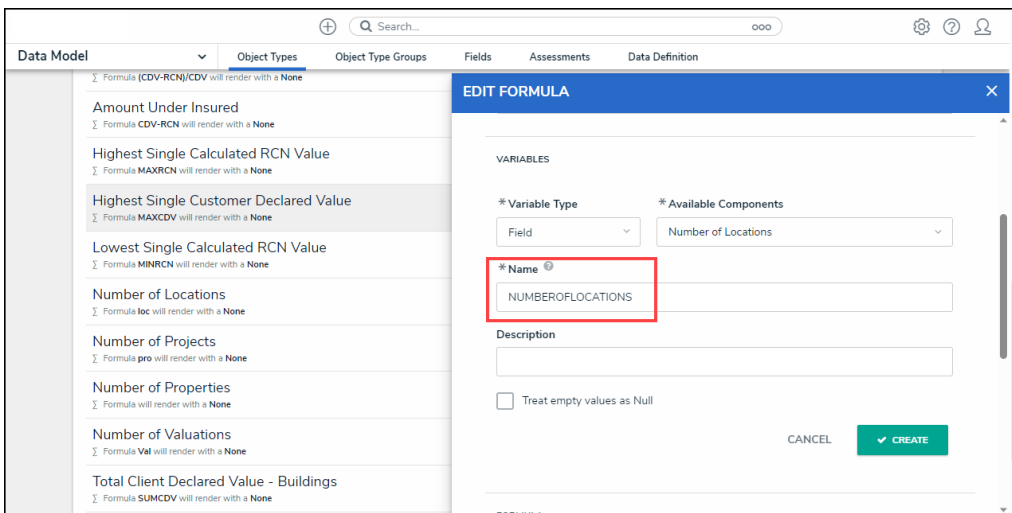 Search...
ooo
Data Model
Object Types
Object Type Groups
Fields
Assessments
Data Definition
∑ Formula (CDV-RCN)/CDV will render with a None
Amount Under Insured
∑ Formula CDV-RCN will render with a None
Highest Single Calculated RCN Value
∑ Formula MAXRCN will render with a None
Highest Single Customer Declared Value
∑ Formula MAXCDV will render with a None
Lowest Single Calculated RCN Value
∑ Formula MINRCN will render with a None
Number of Locations
∑ Formula loc will render with a None
Number of Projects
∑ Formula pro will render with a None
Number of Properties
∑ Formula will render with a None
Number of Valuations
∑ Formula Val will render with a None
Total Client Declared Value - Buildings
∑ Formula SUMCDV will render with a None
EDIT FORMULA
VARIABLES
* Variable Type
* Available Components
Field
Number of Locations
* Name ?
NUMBEROFLOCATIONS
Description
Treat empty values as Null
CANCEL
✓ CREATE